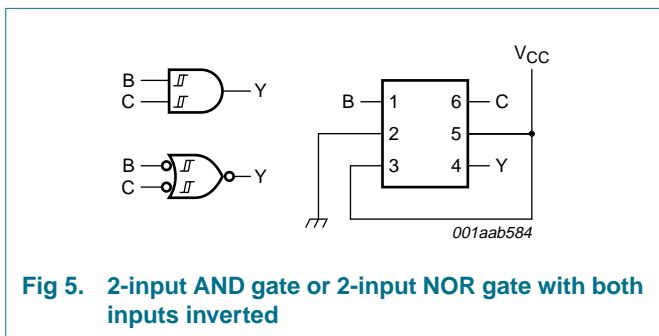 B
C
Y
B
C
Y
VCC
B
1
6
C
2
5
3
4
Y
001aab584
Fig 5. 2-input AND gate or 2-input NOR gate with both
inputs inverted